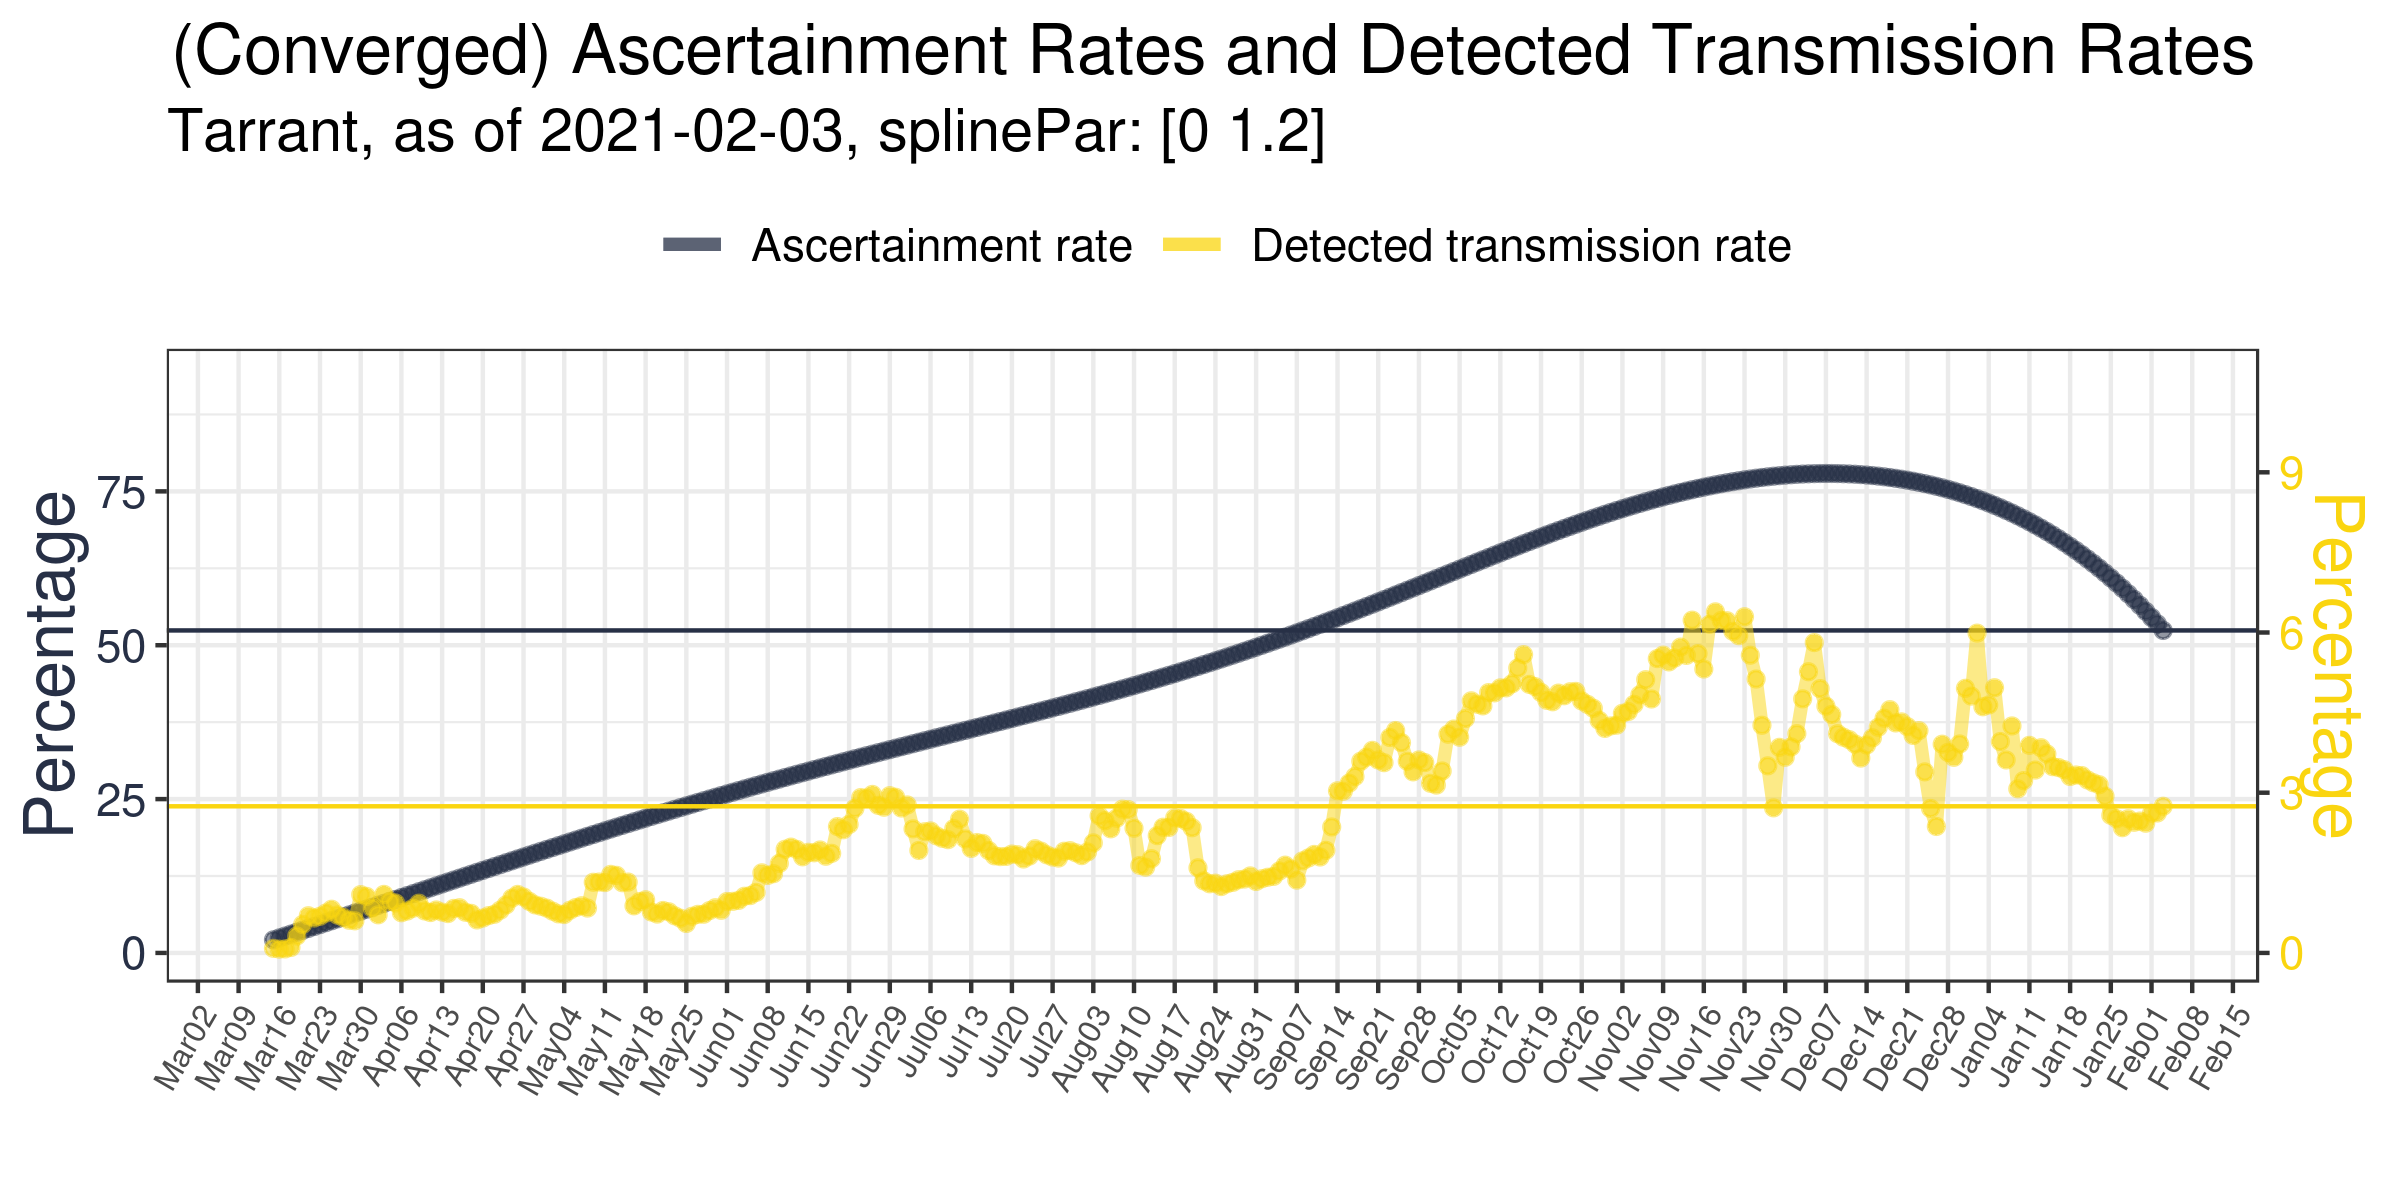 (Converged) Ascertainment Rates and Detected Transmission Rates
Tarrant, as of 2021-02-03, splinePar: [0 1.2]
Ascertainment rate
Detected transmission rate
Percentage
75
50
25
0
9
6
3
0
Percentage
Mar02
Mar09
Mar16
Mar23
Mar30
Apr06
Apr13
Apr20
Apr27
May04
May11
May18
May25
Jun01
Jun08
Jun15
Jun22
Jun29
Jul06
Jul13
Jul20
Jul27
Aug03
Aug10
Aug17
Aug24
Aug31
Sep07
Sep14
Sep21
Sep28
Oct05
Oct12
Oct19
Oct26
Nov02
Nov09
Nov16
Nov23
Nov30
Dec07
Dec14
Dec21
Dec28
Jan04
Jan11
Jan18
Jan25
Feb01
Feb08
Feb15